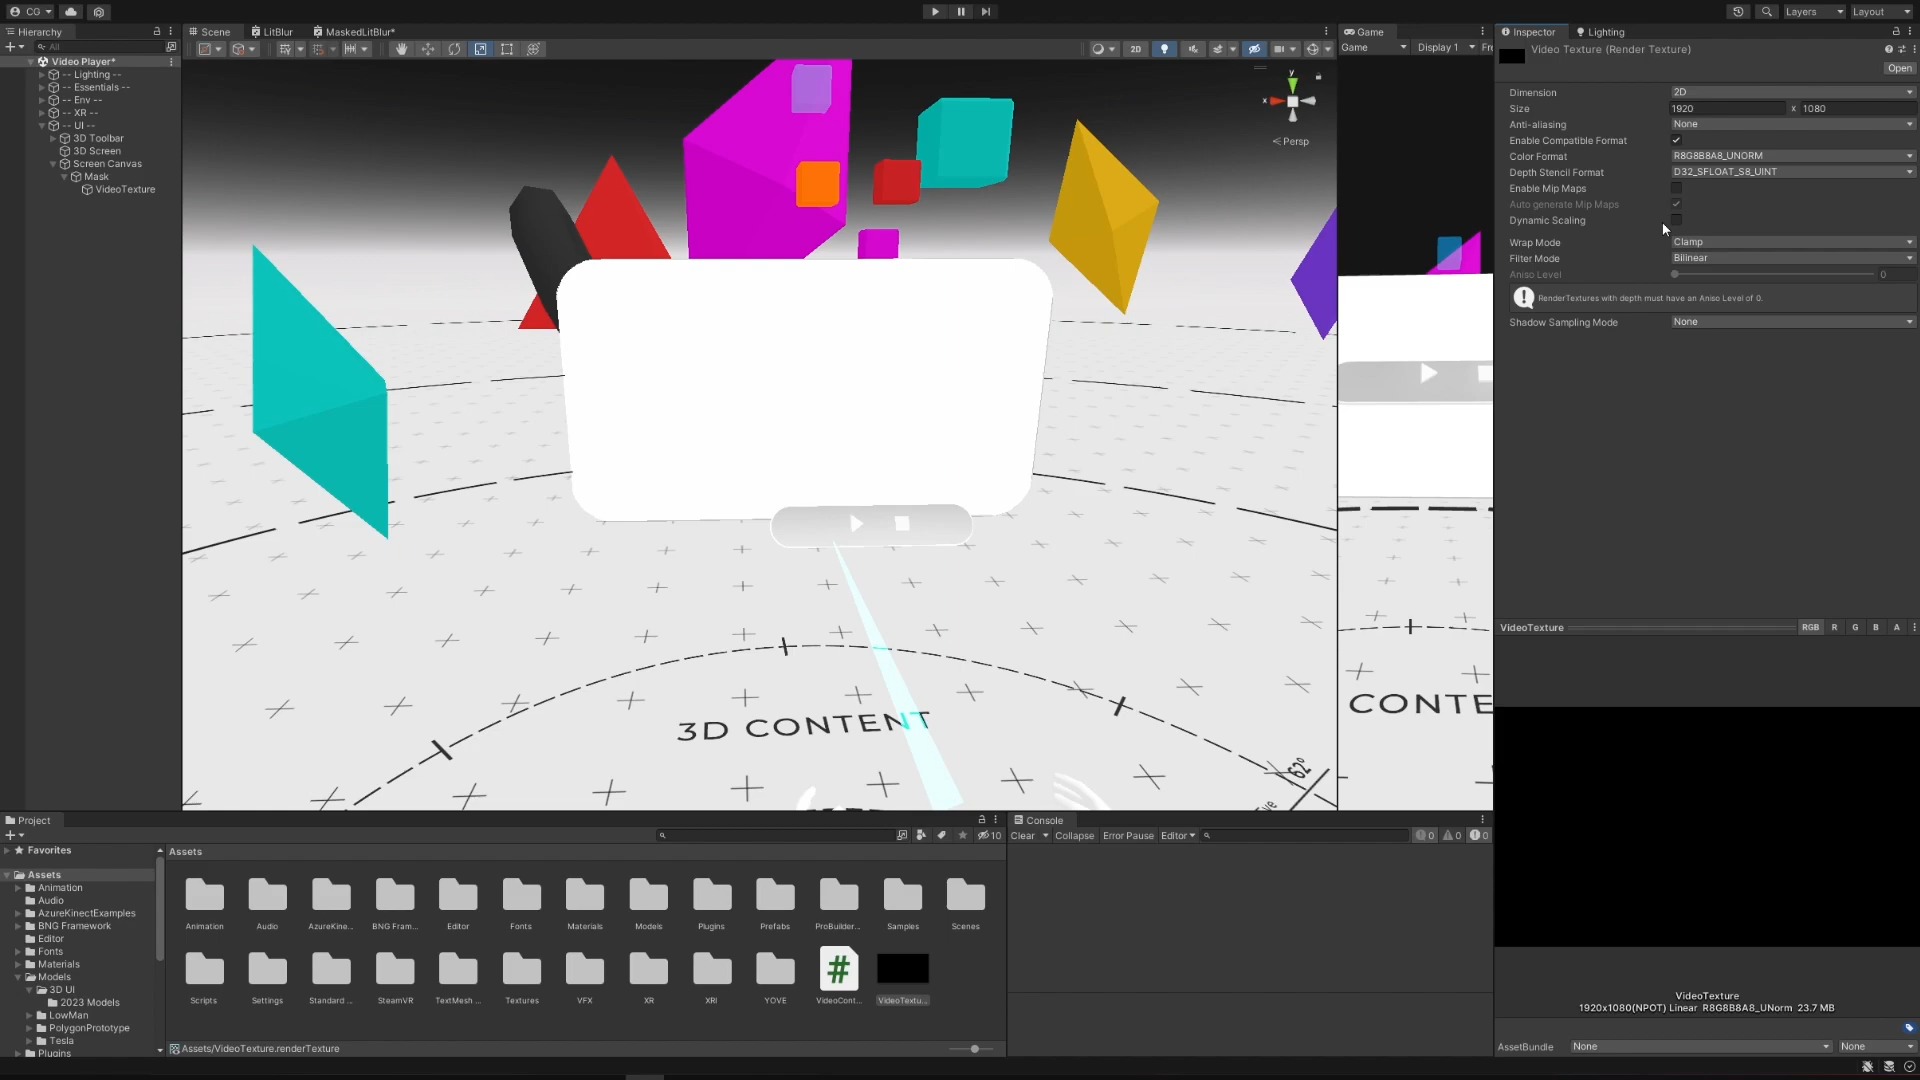 CG
Layers
Layout
Hierarchy
All
Video Player*
-- Lighting --
-- Essentials --
-- Env --
-- XR --
-- UI --
3D Toolbar
3D Screen
Screen Canvas
Mask
VideoTexture
Scene
LitBlur
MaskedLitBlur*
2D
y
x
Persp
3D CONTENT
62°
Game
Game
Display 1
Fr
CONTE
Inspector
Lighting
Video Texture (Render Texture)
Open
Dimension 2D
Size 1920 x 1080
Anti-aliasing None
Enable Compatible Format
Color Format R8G8B8A8_UNORM
Depth Stencil Format D32_SFLOAT_S8_UINT
Enable Mip Maps
Auto generate Mip Maps
Dynamic Scaling
Wrap Mode Clamp
Filter Mode Bilinear
Aniso Level 0
RenderTextures with depth must have an Aniso Level of 0.
Shadow Sampling Mode None
VideoTexture RGB R G B A
VideoTexture
1920x1080(NPOT) Linear R8G8B8A8_UNorm 23.7 MB
AssetBundle None None
Project
10
Favorites
Assets
Animation
Audio
AzureKinectExamples
BNG Framework
Editor
Fonts
Materials
Models
3D UI
2023 Models
LowMan
PolygonPrototype
Tesla
Plugins
Assets
Animation Audio AzureKine... BNG Fram... Editor Fonts Materials Models Plugins Prefabs ProBuilder... Samples Scenes
Scripts Settings Standard ... SteamVR TextMesh ... Textures VFX XR XRI YOVE VideoCont... VideoTextu...
Assets/VideoTexture.renderTexture
Console
Clear Collapse Error Pause Editor 0 0 0